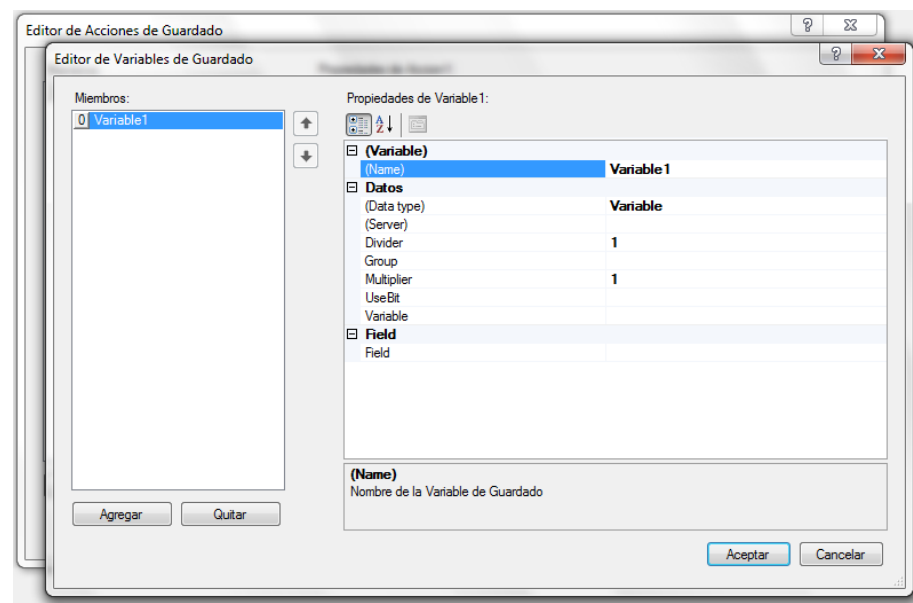 Editor de Acciones de Guardado
Editor de Variables de Guardado
Miembros:
0 Variable1
Propiedades de Variable1:
(Variable)
(Name) Variable1
Datos
(Data type) Variable
(Server)
Divider 1
Group
Multiplier 1
UseBit
Variable
Field
Field
(Name)
Nombre de la Variable de Guardado
Agregar Quitar
Aceptar Cancelar